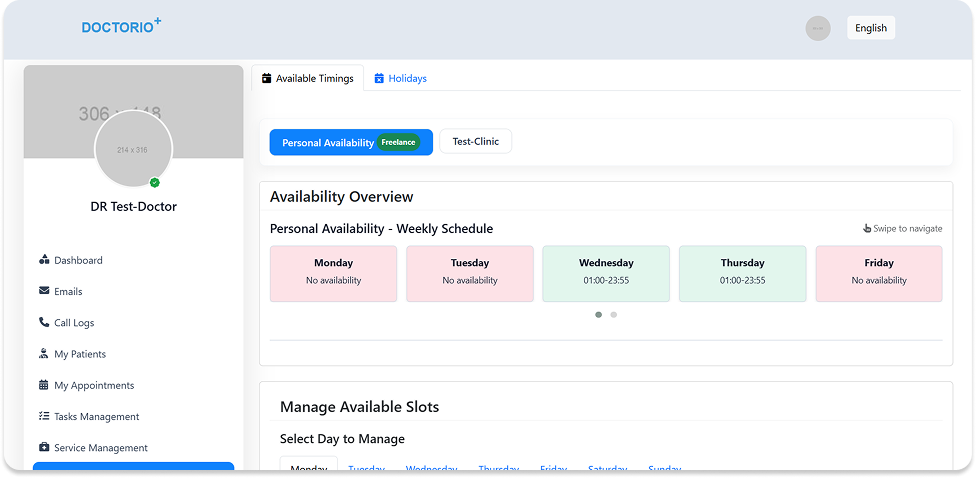 DOCTORIO+
English
Available Timings
Holidays
306 x 448
214 x 316
DR Test-Doctor
Dashboard
Emails
Call Logs
My Patients
My Appointments
Tasks Management
Service Management
Personal Availability Freelance
Test-Clinic
Availability Overview
Personal Availability - Weekly Schedule
Swipe to navigate
Monday
No availability
Tuesday
No availability
Wednesday
01:00-23:55
Thursday
01:00-23:55
Friday
No availability
Manage Available Slots
Select Day to Manage
Monday Tuesday Wednesday Thursday Friday Saturday Sunday